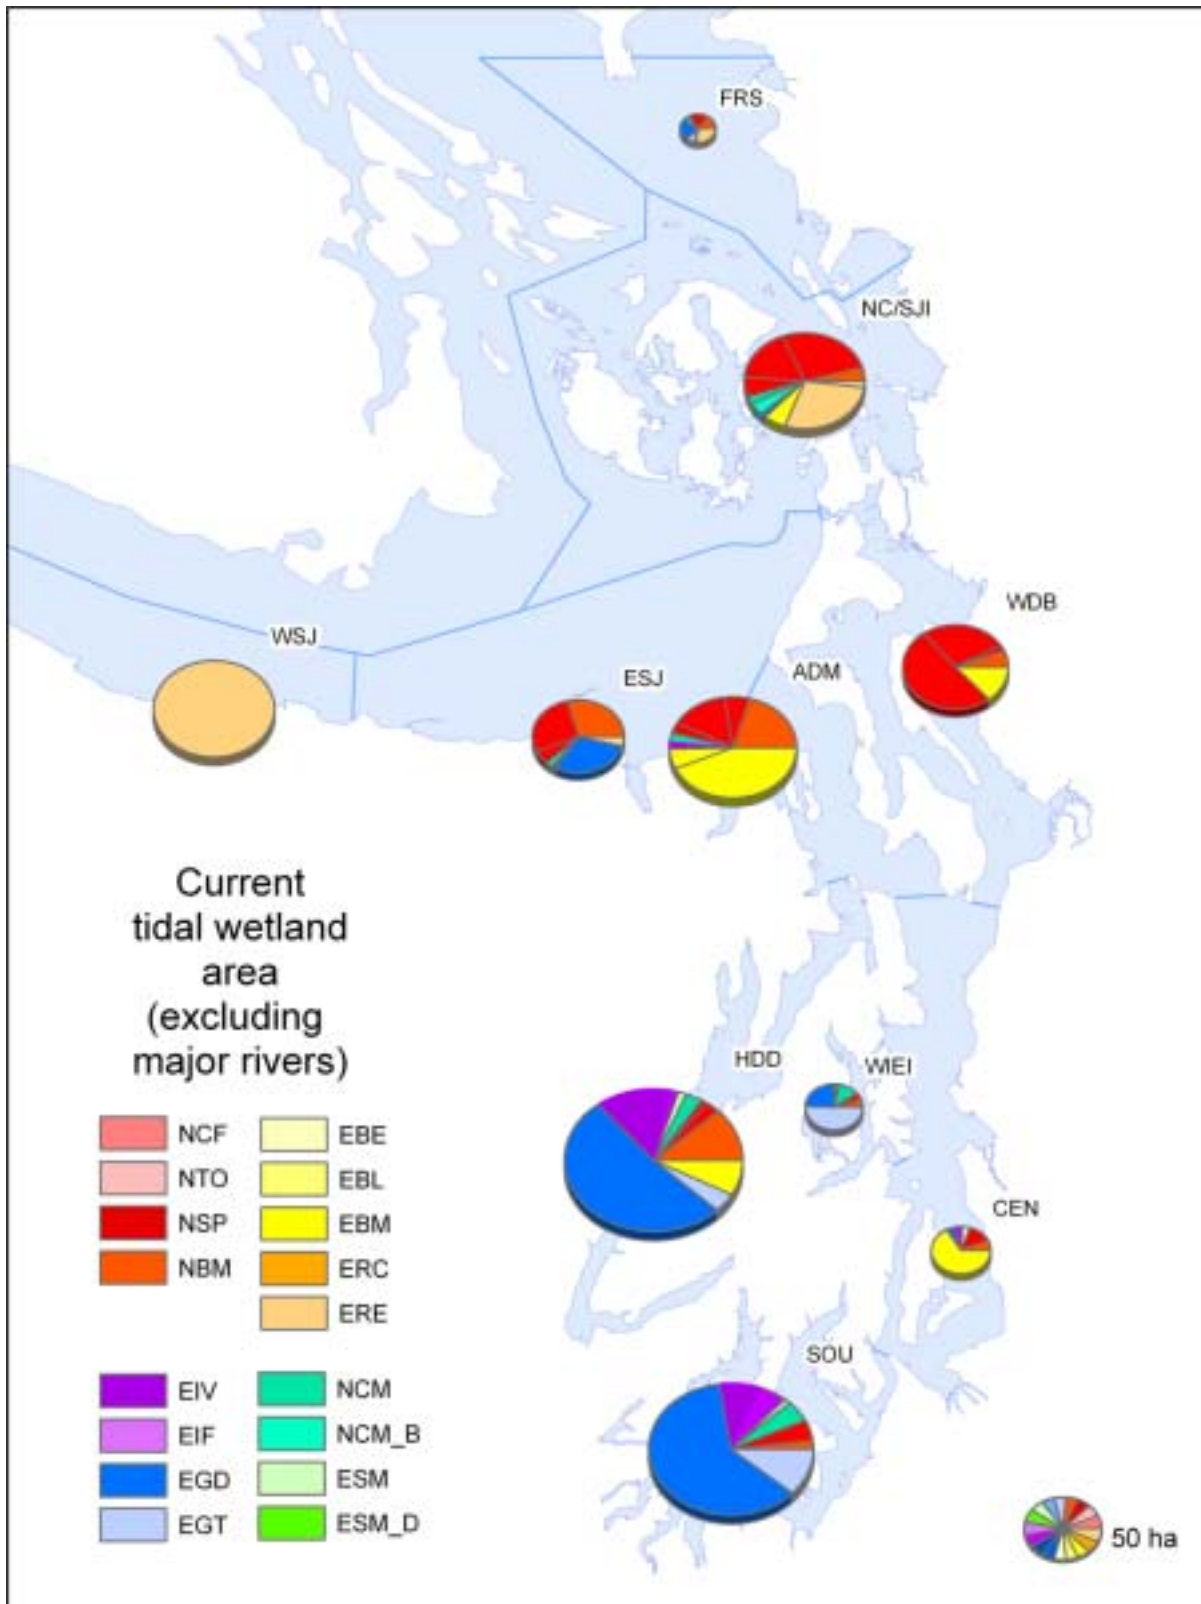 FRS
NC/SJI
WDB
WSJ
ESJ
ADM
Current
tidal wetland
area
(excluding
major rivers)
HDD
WIEI
CEN
SOU
NCF
NTO
NSP
NBM
EBE
EBL
EBM
ERC
ERE
EIV
EIF
EGD
EGT
NCM
NCM_B
ESM
ESM_D
50 ha